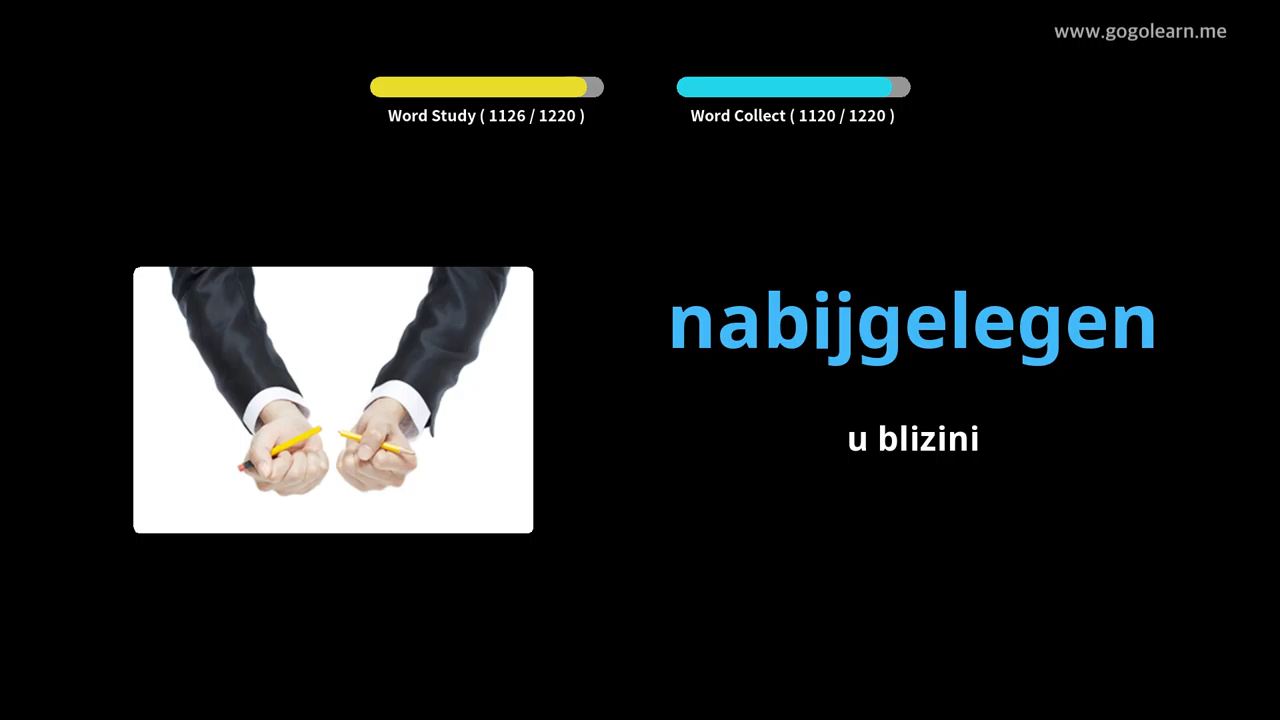 www.gogolearn.me
Word Study ( 1126 / 1220 )
Word Collect ( 1120 / 1220 )
nabijgelegen
u blizini